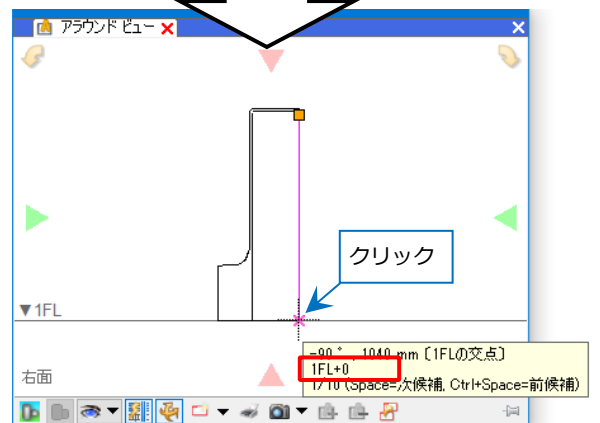 アラウンド ビュー
クリック
▼1FL
-90 ゜, 1040 mm [1FLの交点]
1FL+0
1/10 (Space=次候補, Ctrl+Space=前候補)
右面